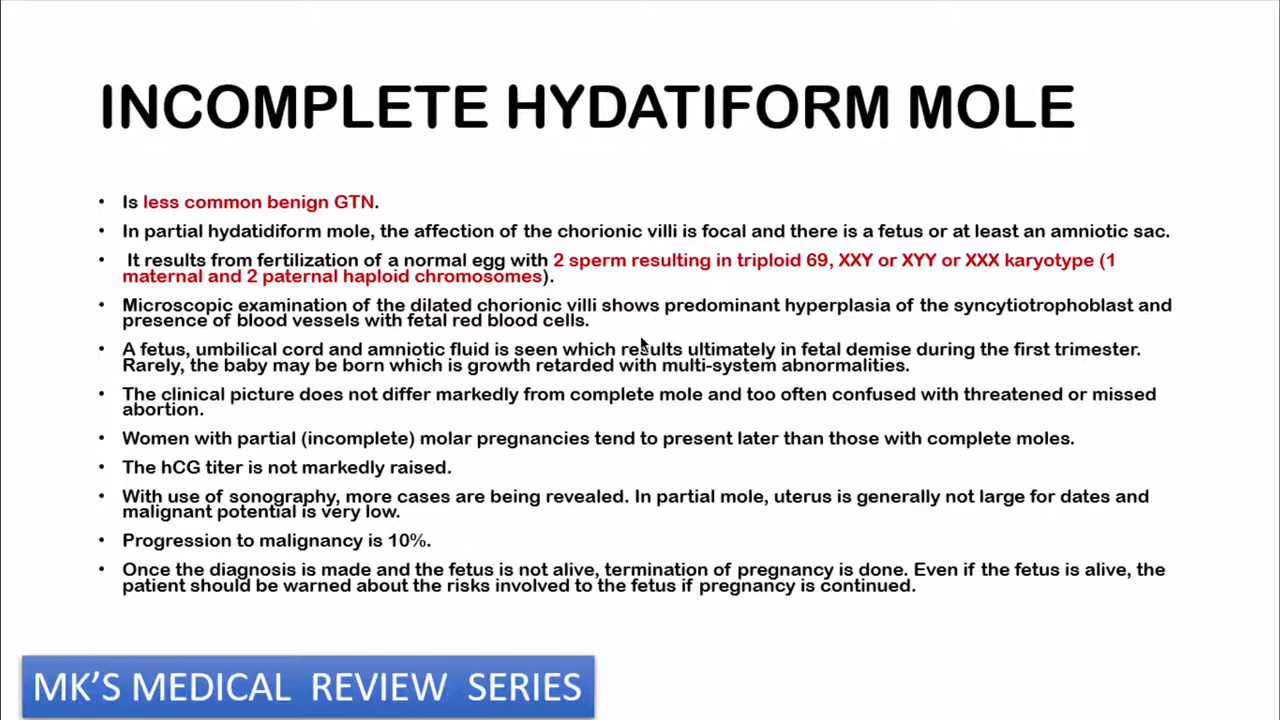 INCOMPLETE HYDATIFORM MOLE
• Is less common benign GTN.
• In partial hydatidiform mole, the affection of the chorionic villi is focal and there is a fetus or at least an amniotic sac.
• It results from fertilization of a normal egg with 2 sperm resulting in triploid 69, XXY or XYY or XXX karyotype (1
maternal and 2 paternal haploid chromosomes).
• Microscopic examination of the dilated chorionic villi shows predominant hyperplasia of the syncytiotrophoblast and
presence of blood vessels with fetal red blood cells.
• A fetus, umbilical cord and amniotic fluid is seen which results ultimately in fetal demise during the first trimester.
Rarely, the baby may be born which is growth retarded with multi-system abnormalities.
• The clinical picture does not differ markedly from complete mole and too often confused with threatened or missed
abortion.
• Women with partial (incomplete) molar pregnancies tend to present later than those with complete moles.
• The hCG titer is not markedly raised.
• With use of sonography, more cases are being revealed. In partial mole, uterus is generally not large for dates and
malignant potential is very low.
• Progression to malignancy is 10%.
• Once the diagnosis is made and the fetus is not alive, termination of pregnancy is done. Even if the fetus is alive, the
patient should be warned about the risks involved to the fetus if pregnancy is continued.
MK'S MEDICAL REVIEW SERIES